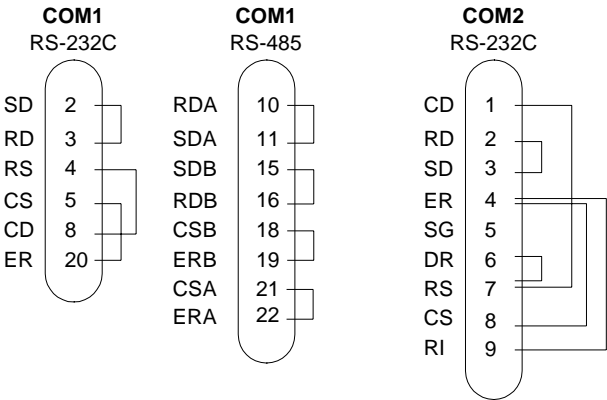 COM1
RS-232C
SD 2
RD 3
RS 4
CS 5
CD 8
ER 20
COM1
RS-485
RDA 10
SDA 11
SDB 15
RDB 16
CSB 18
ERB 19
CSA 21
ERA 22
COM2
RS-232C
CD 1
RD 2
SD 3
ER 4
SG 5
DR 6
RS 7
CS 8
RI 9